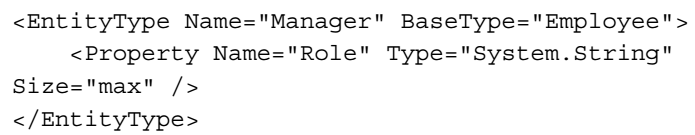 <EntityType Name="Manager" BaseType="Employee">
    <Property Name="Role" Type="System.String"
Size="max" />
</EntityType>